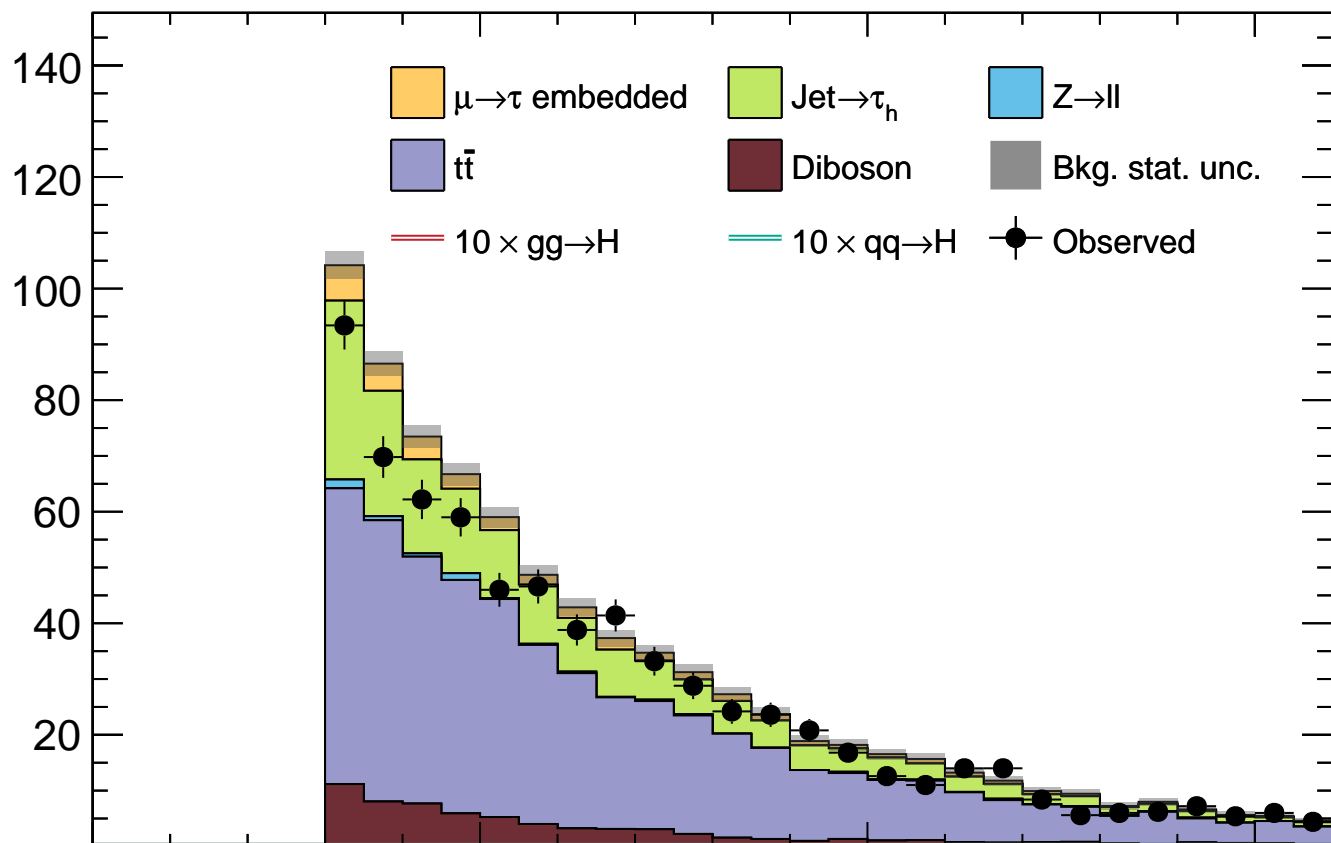 140
μ→τ embedded Jet→τₕ Z→ll
120
tt̄ Diboson Bkg. stat. unc.
10 × gg→H 10 × qq→H Observed
100
80
60
40
20